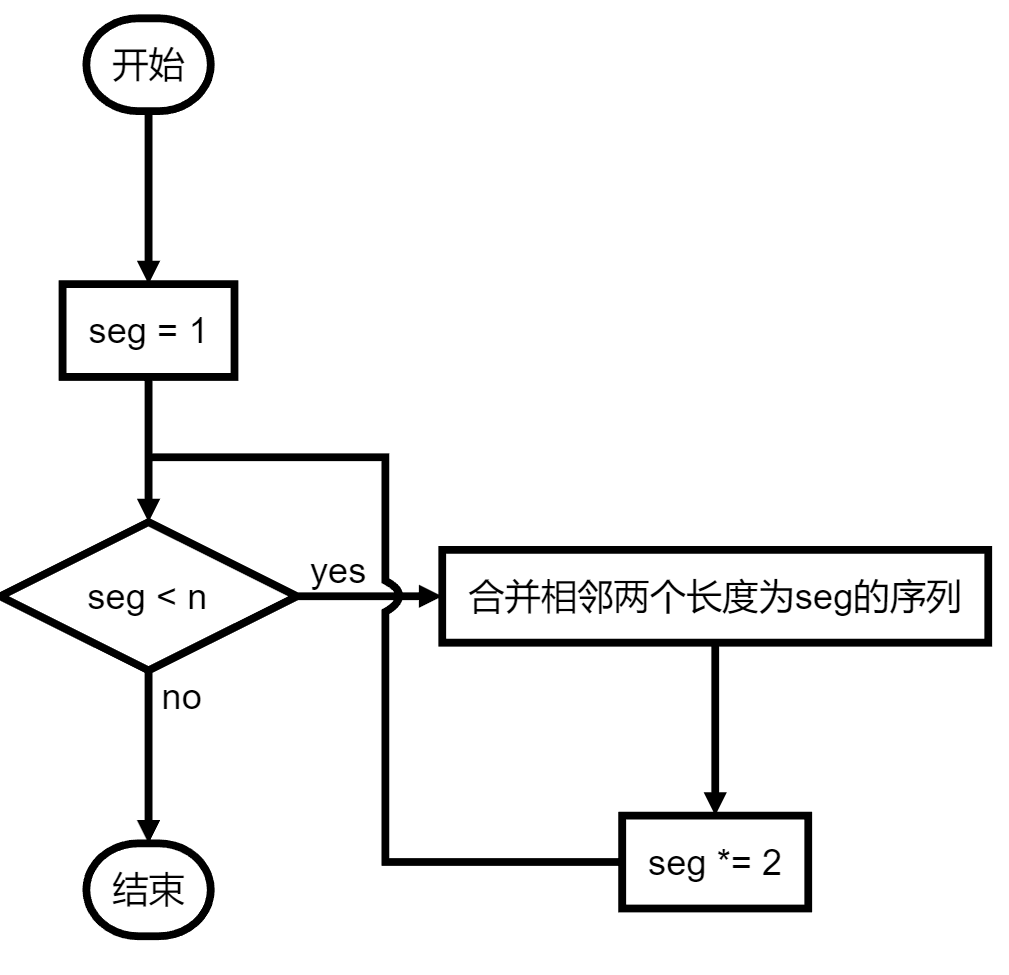 开始
seg = 1
seg < n
yes
合并相邻两个长度为seg的序列
no
seg *= 2
结束